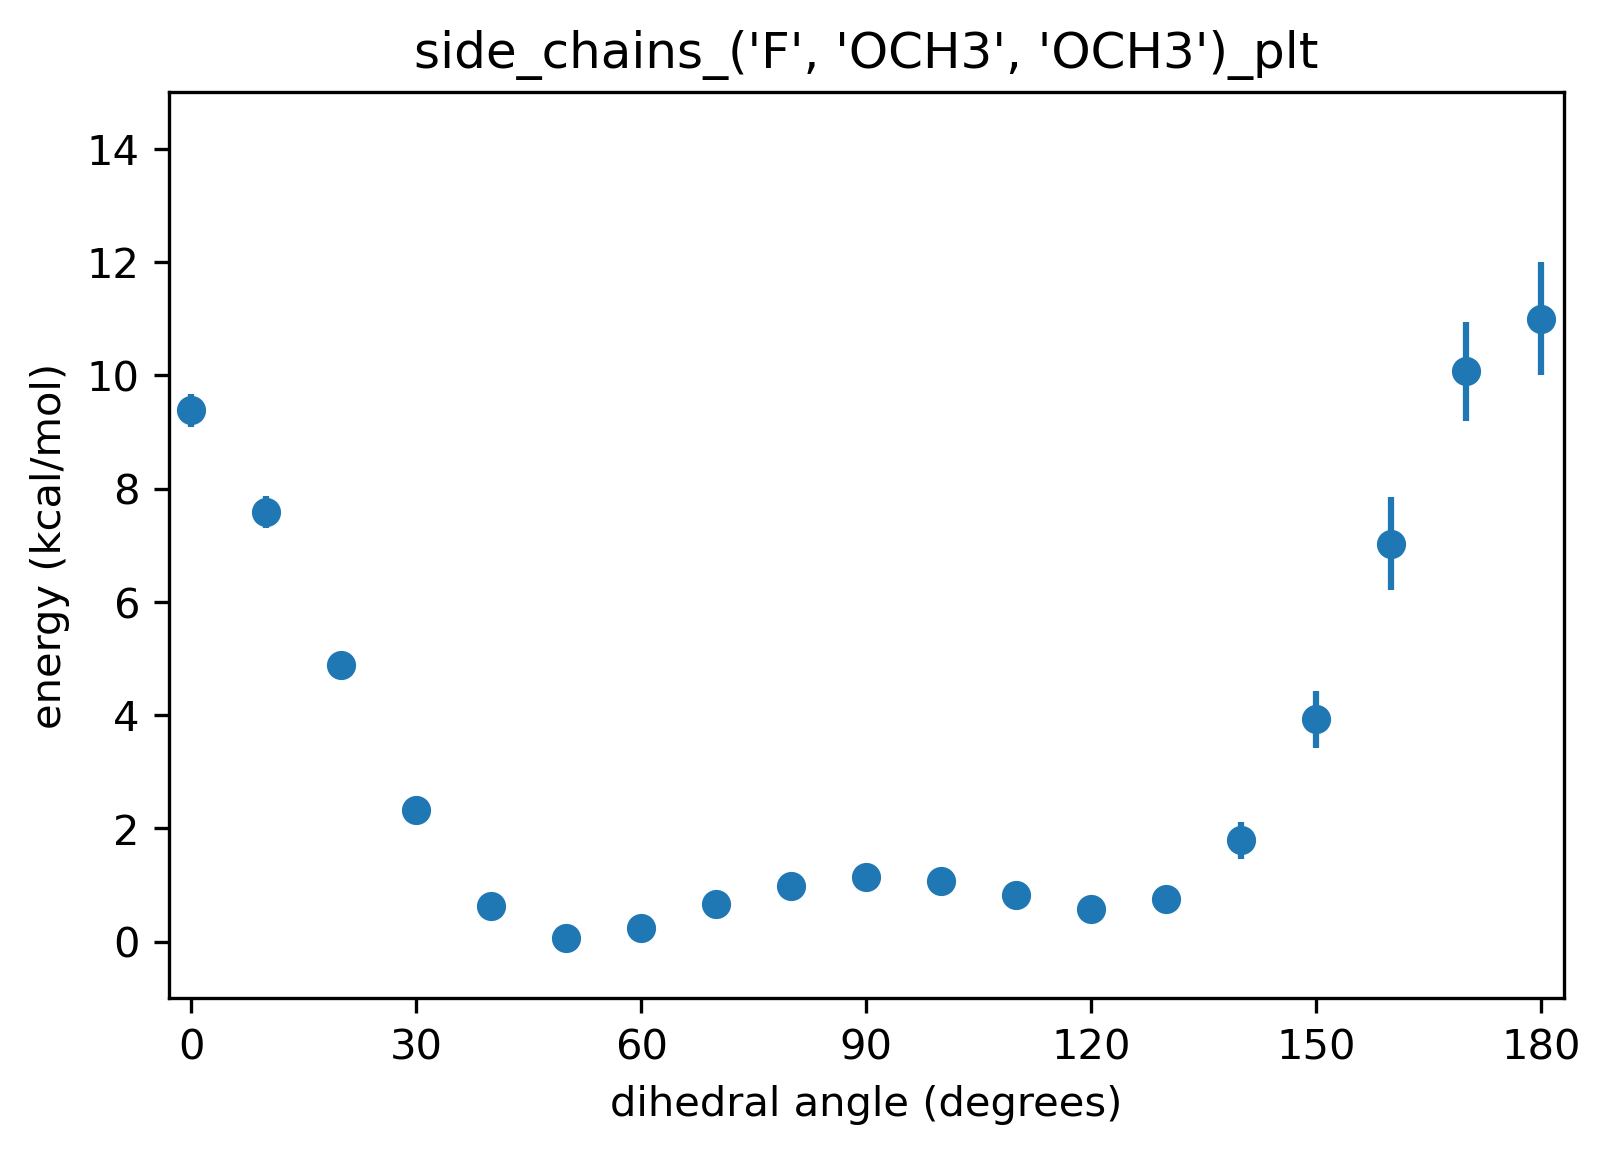 side_chains_('F', 'OCH3', 'OCH3')_plt
14
12
10
8
6
4
2
0
energy (kcal/mol)
0 30 60 90 120 150 180
dihedral angle (degrees)